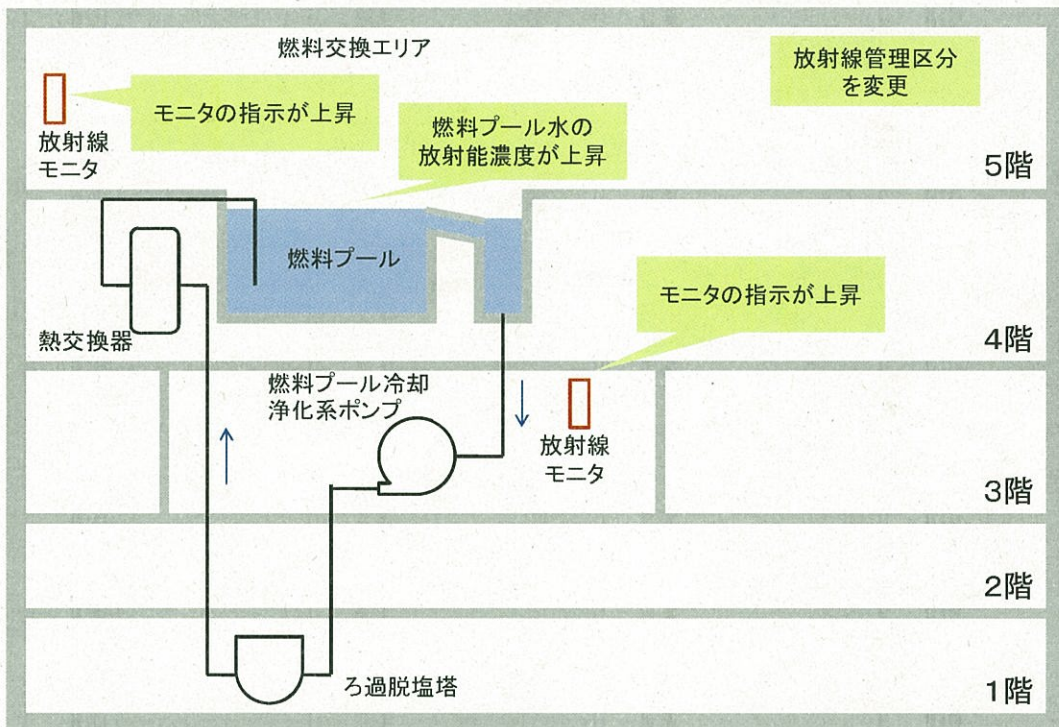 燃料交換エリア
放射線管理区分
を変更
モニタの指示が上昇
放射線
モニタ
燃料プール水の
放射能濃度が上昇
5階
燃料プール
モニタの指示が上昇
熱交換器
4階
燃料プール冷却
浄化系ポンプ
放射線
モニタ
3階
2階
ろ過脱塩塔
1階